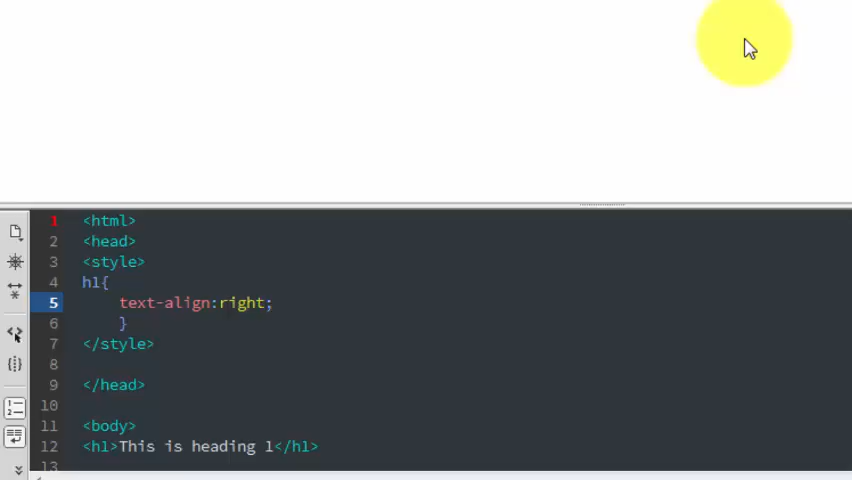 1 <html>
2 <head>
3 <style>
4 h1{
5 text-align:right;
6 }
7 </style>
8
9 </head>
10
11 <body>
12 <h1>This is heading 1</h1>
13